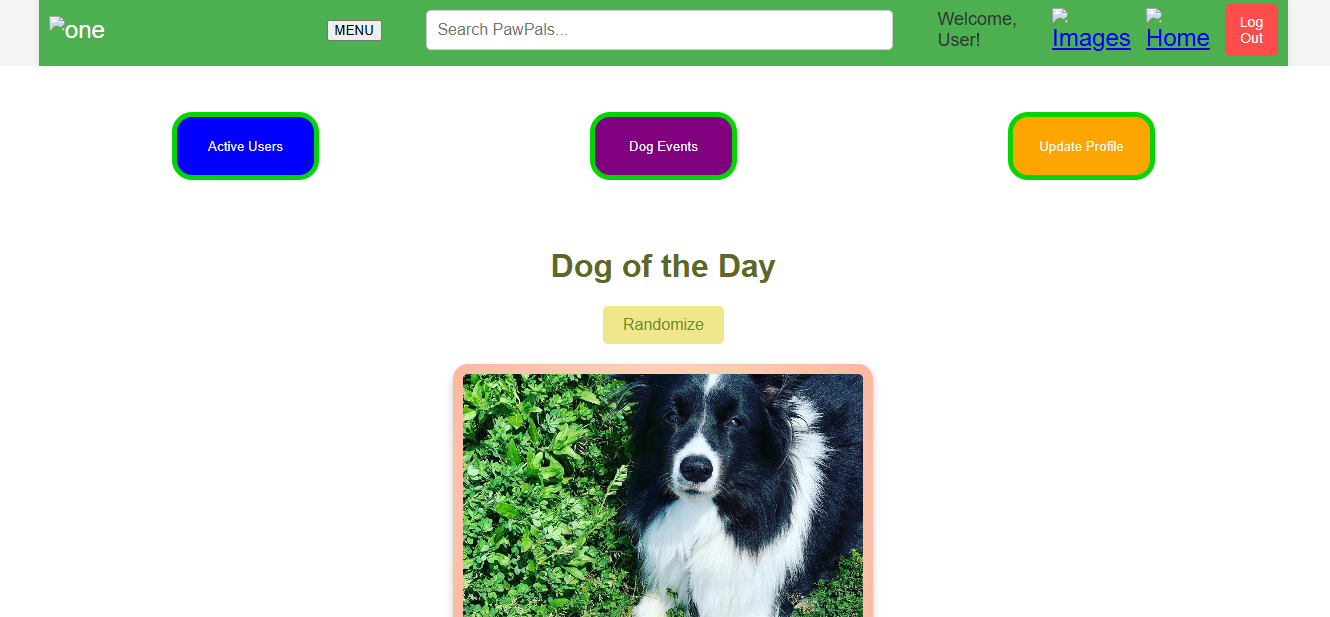 one
MENU
Search PawPals...
Welcome,
User!
Images
Home
Log
Out
Active Users
Dog Events
Update Profile
Dog of the Day
Randomize